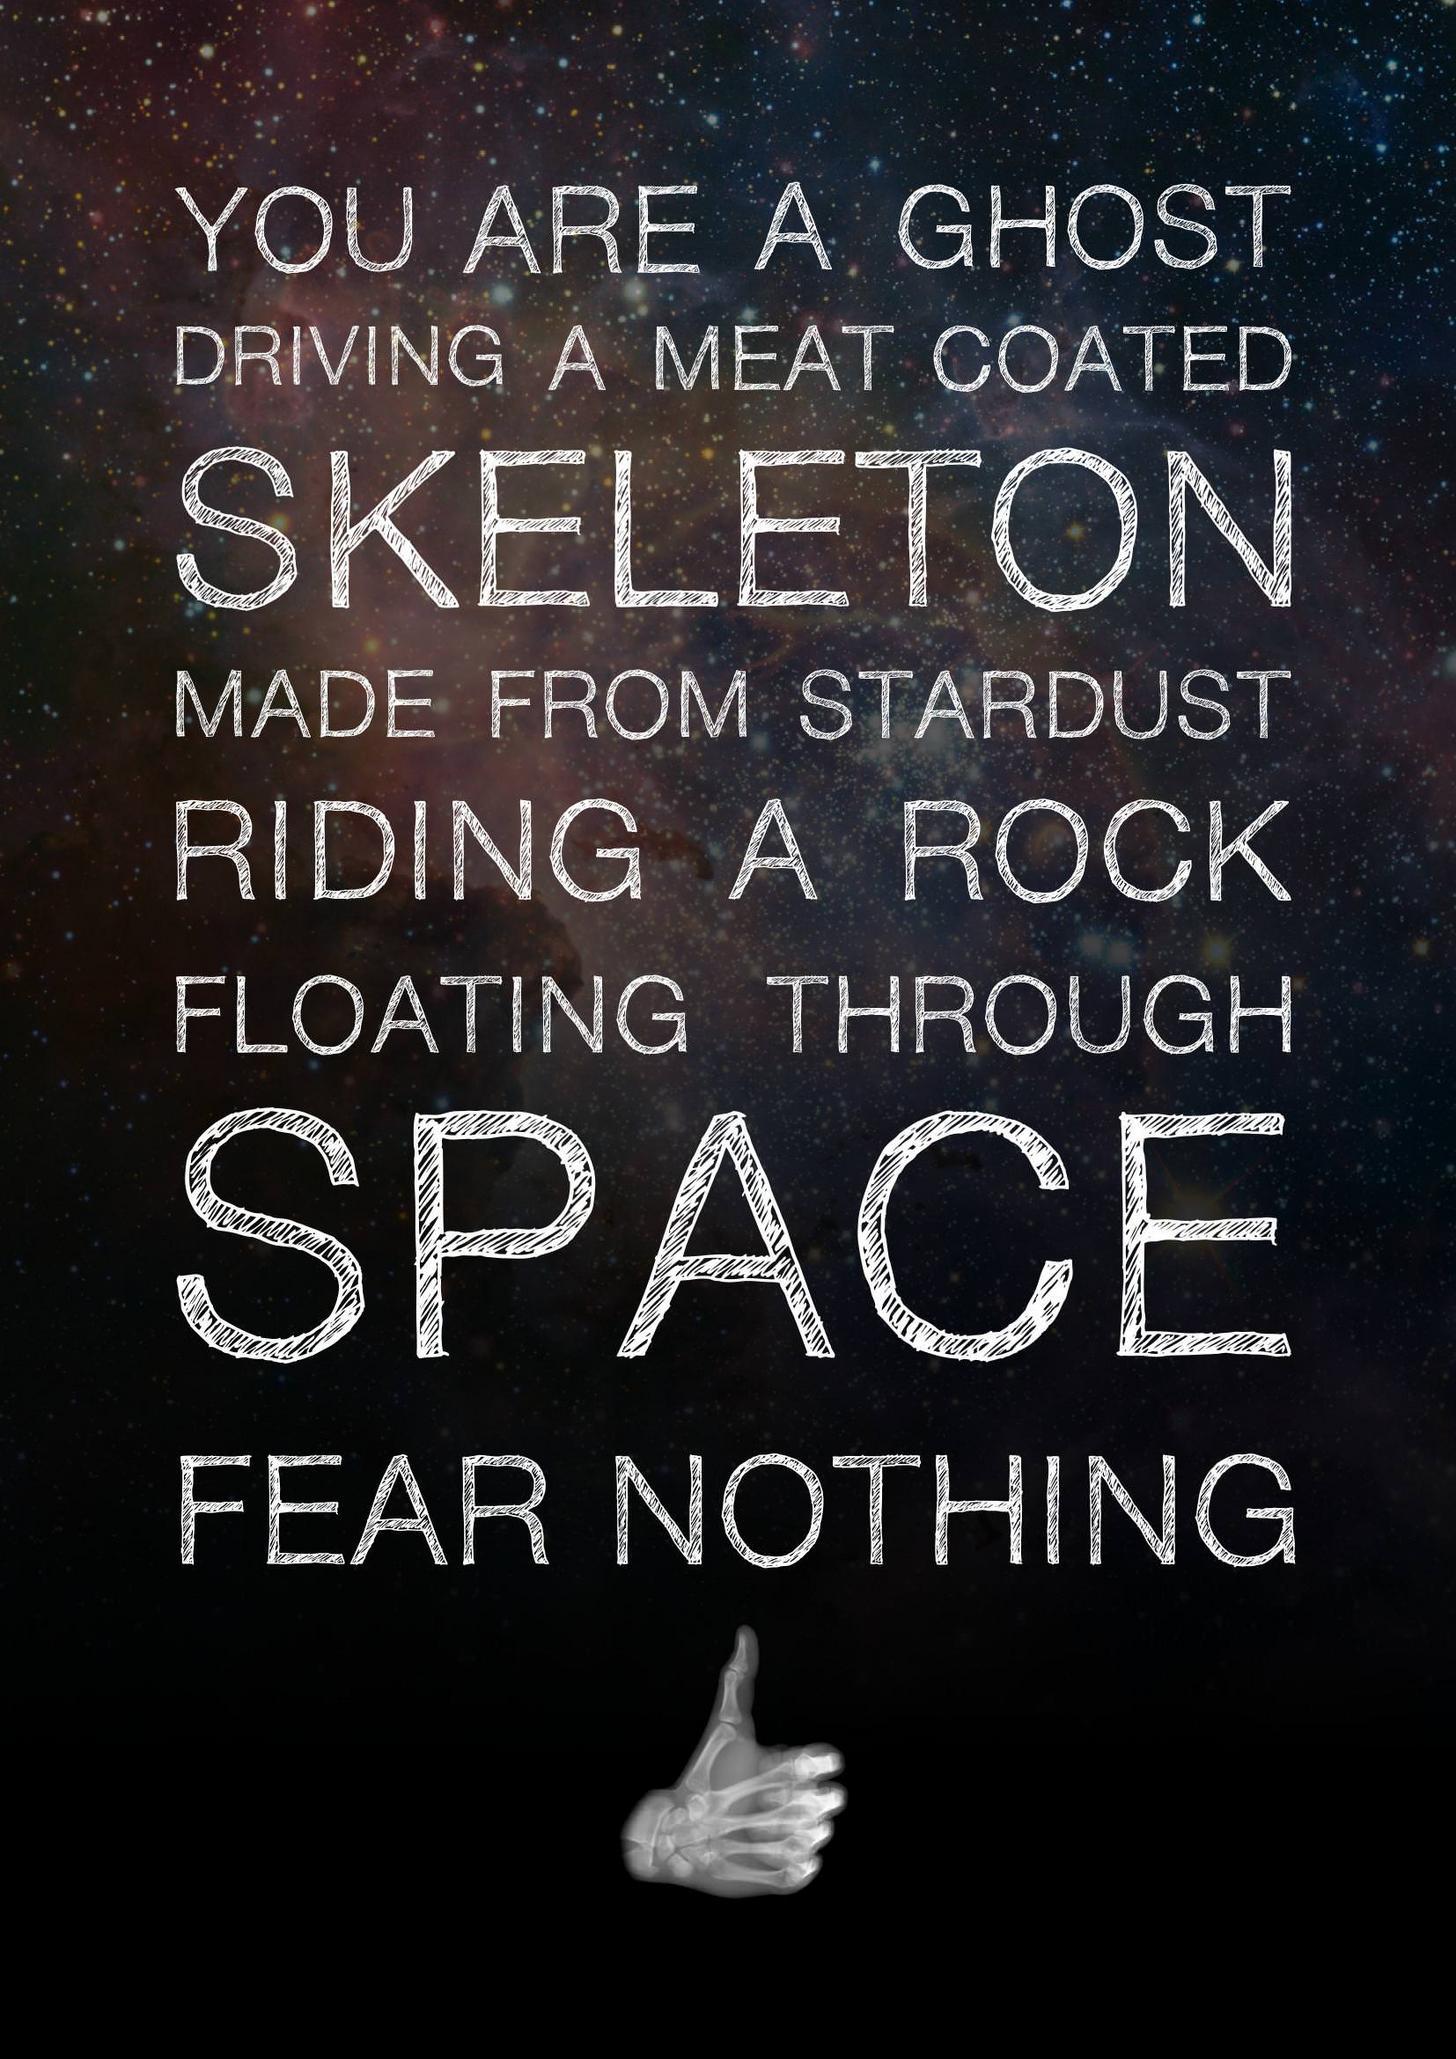 YOU ARE A GHOST
DRIVING A MEAT COATED
SKELETON
MADE FROM STARDUST
RIDING A ROCK
FLOATING THROUGH
SPACE
FEAR NOTHING